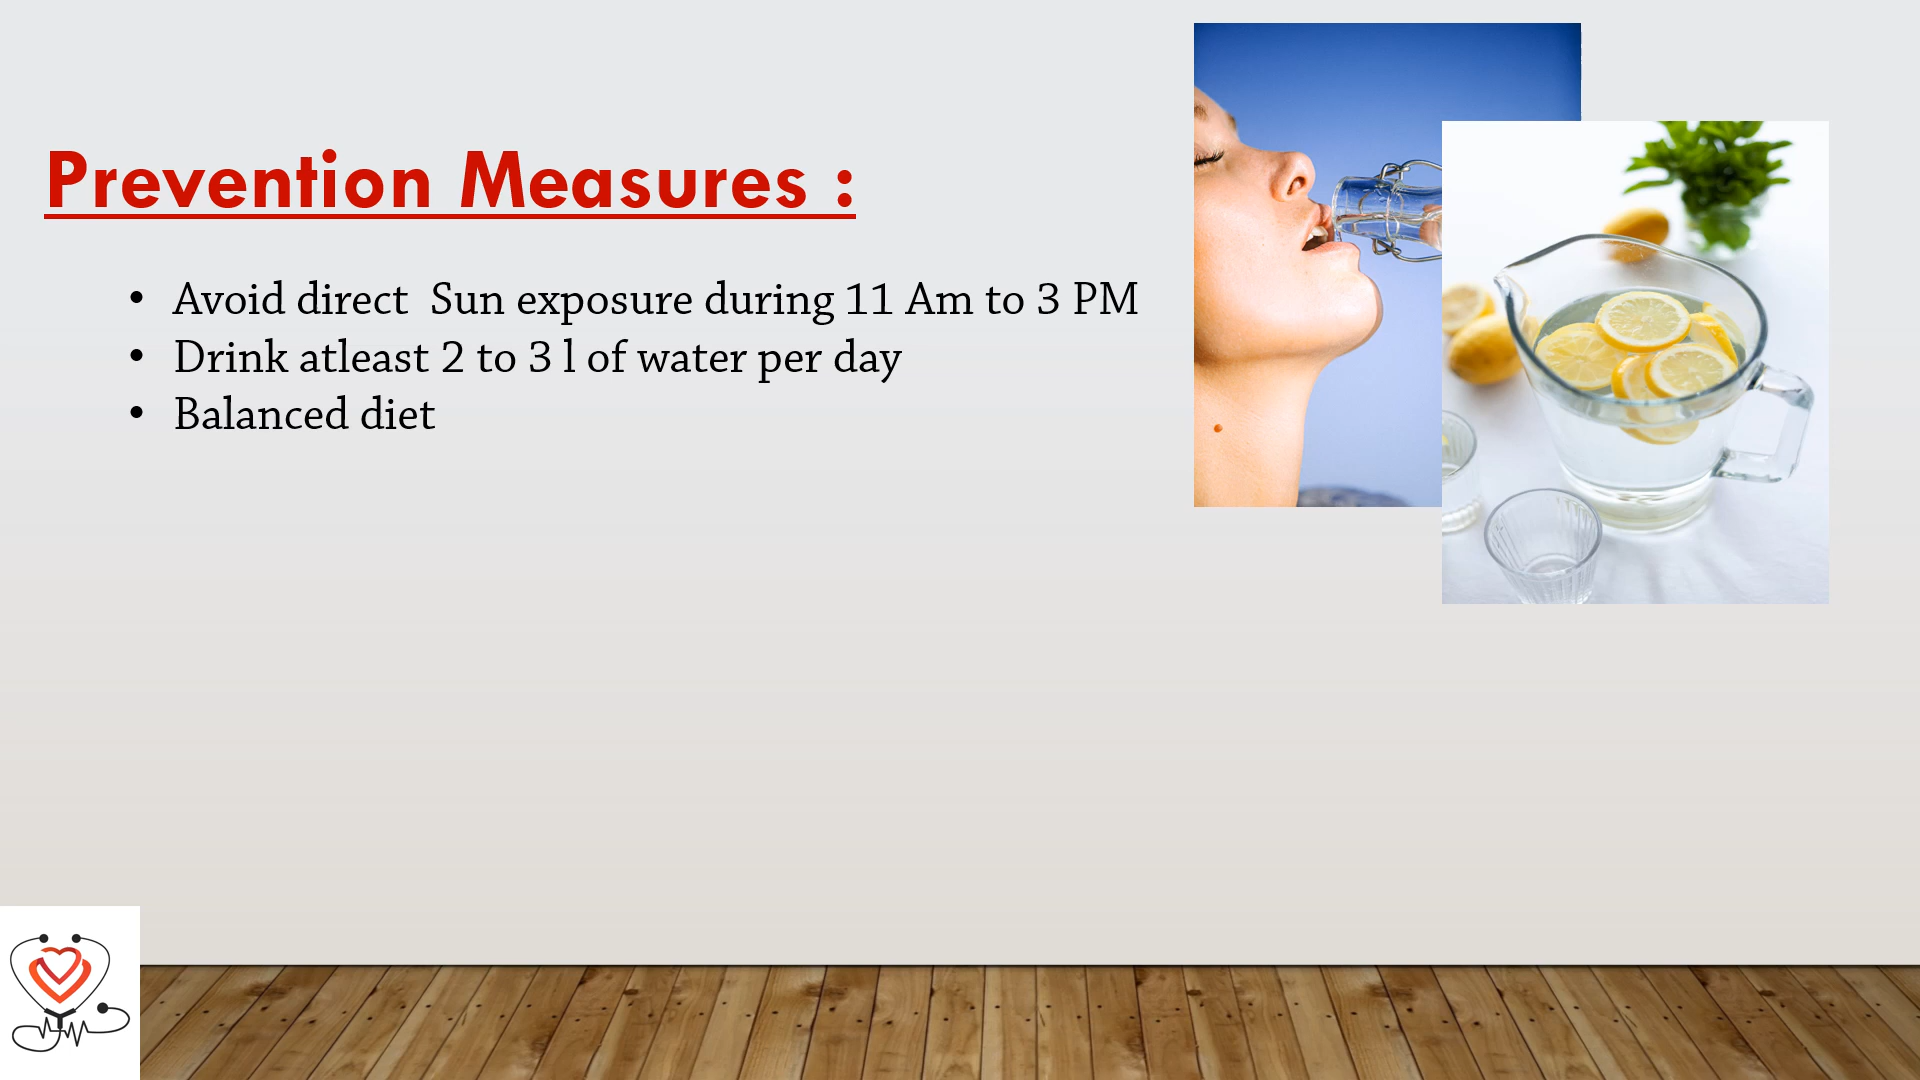 Prevention Measures :
• Avoid direct  Sun exposure during 11 Am to 3 PM
• Drink atleast 2 to 3 l of water per day
• Balanced diet